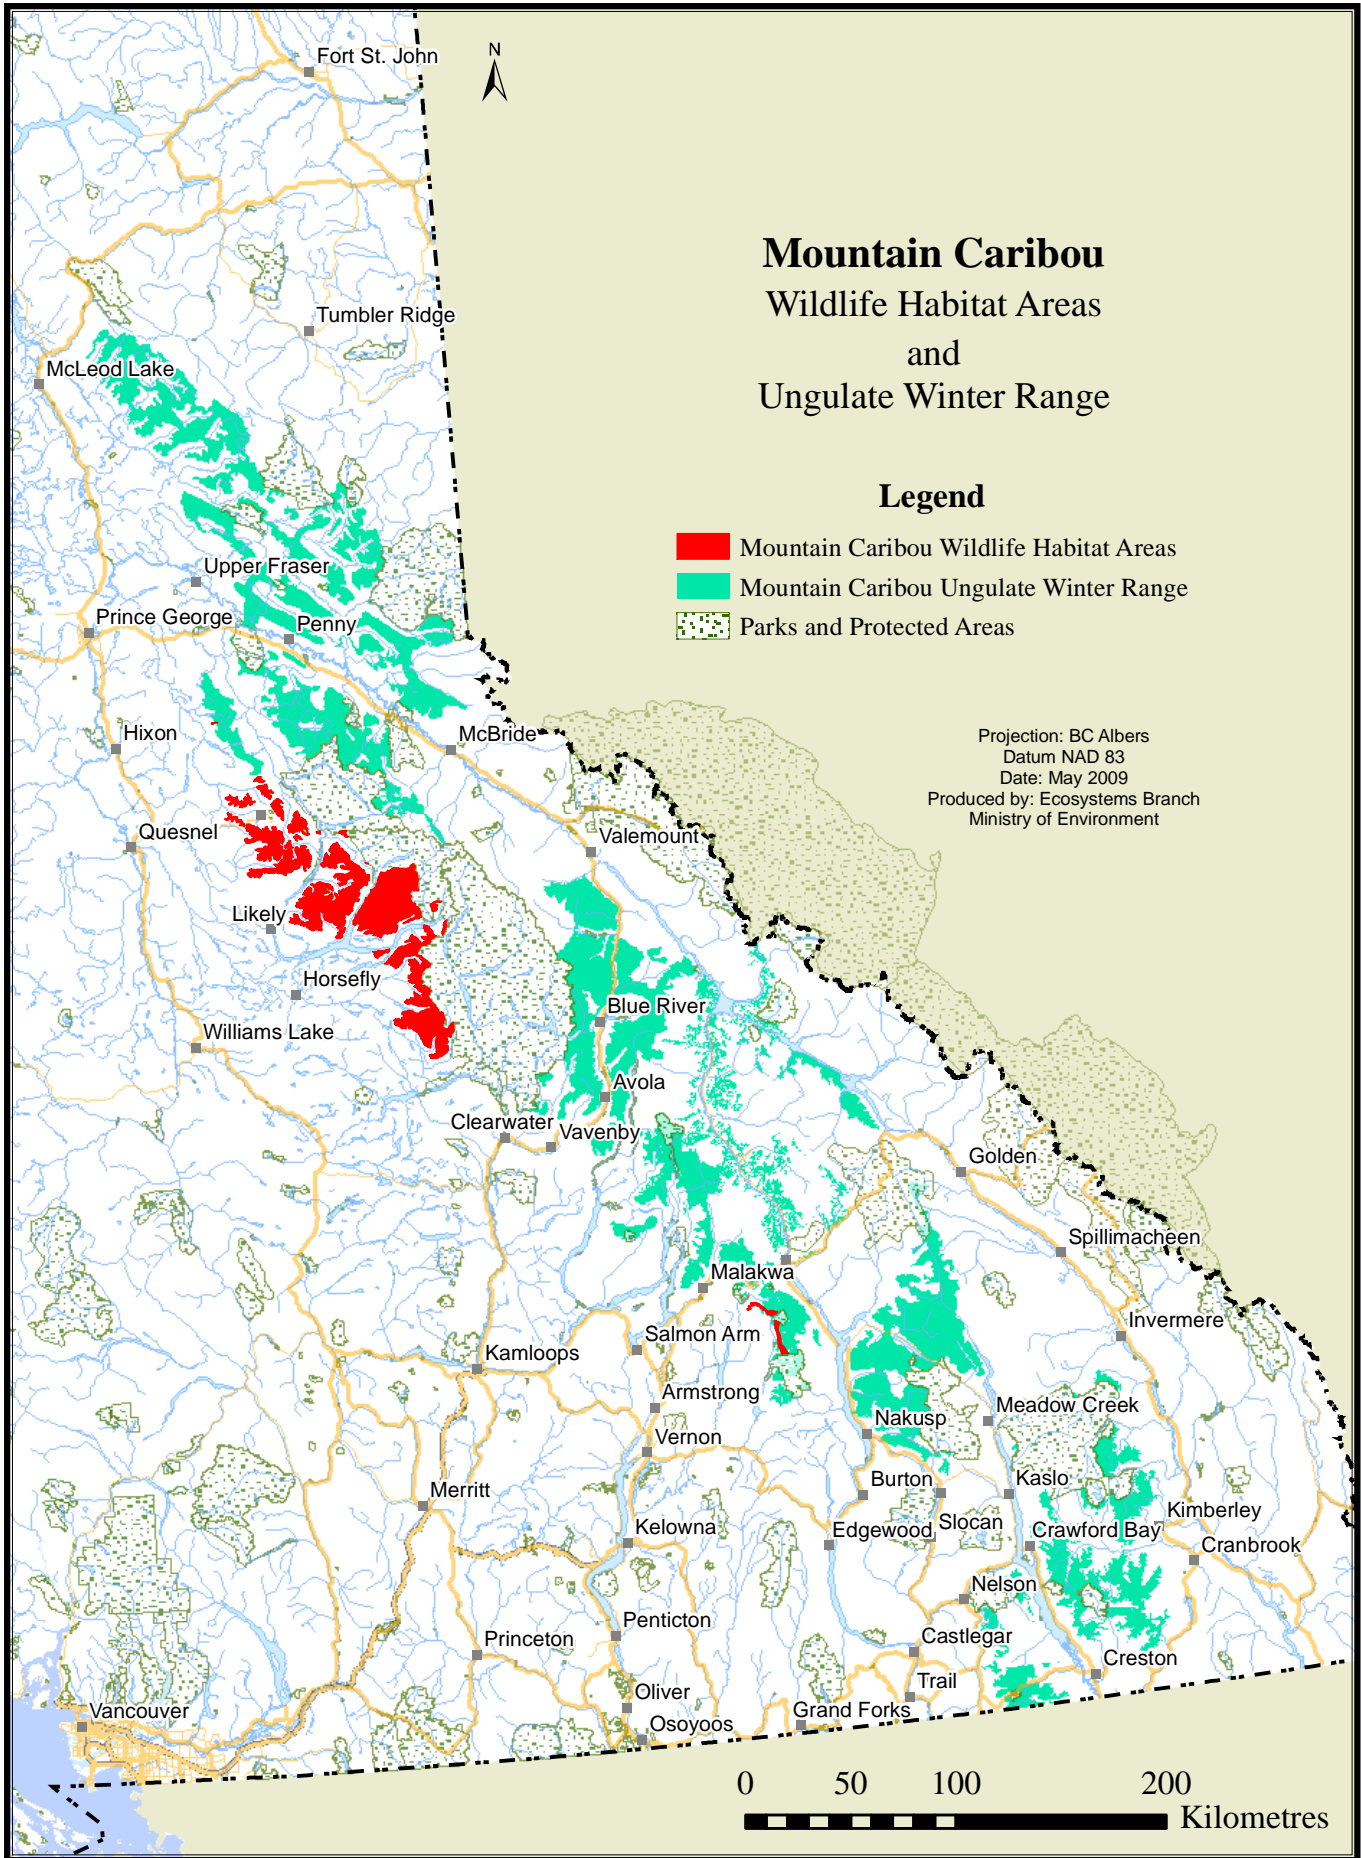 Fort St. John
N
Mountain Caribou
Wildlife Habitat Areas
and
Ungulate Winter Range
Tumbler Ridge
McLeod Lake
Legend
Mountain Caribou Wildlife Habitat Areas
Mountain Caribou Ungulate Winter Range
Parks and Protected Areas
Upper Fraser
Prince George
Penny
Hixon
McBride
Projection: BC Albers
Datum NAD 83
Date: May 2009
Produced by: Ecosystems Branch
Ministry of Environment
Quesnel
Valemount
Likely
Horsefly
Blue River
Williams Lake
Avola
Clearwater
Vavenby
Golden
Spillimacheen
Malakwa
Invermere
Salmon Arm
Kamloops
Armstrong
Meadow Creek
Nakusp
Vernon
Burton
Kaslo
Merritt
Kimberley
Kelowna
Edgewood
Slocan
Crawford Bay
Cranbrook
Nelson
Penticton
Princeton
Castlegar
Creston
Trail
Oliver
Grand Forks
Vancouver
Osoyoos
0 50 100 200
Kilometres